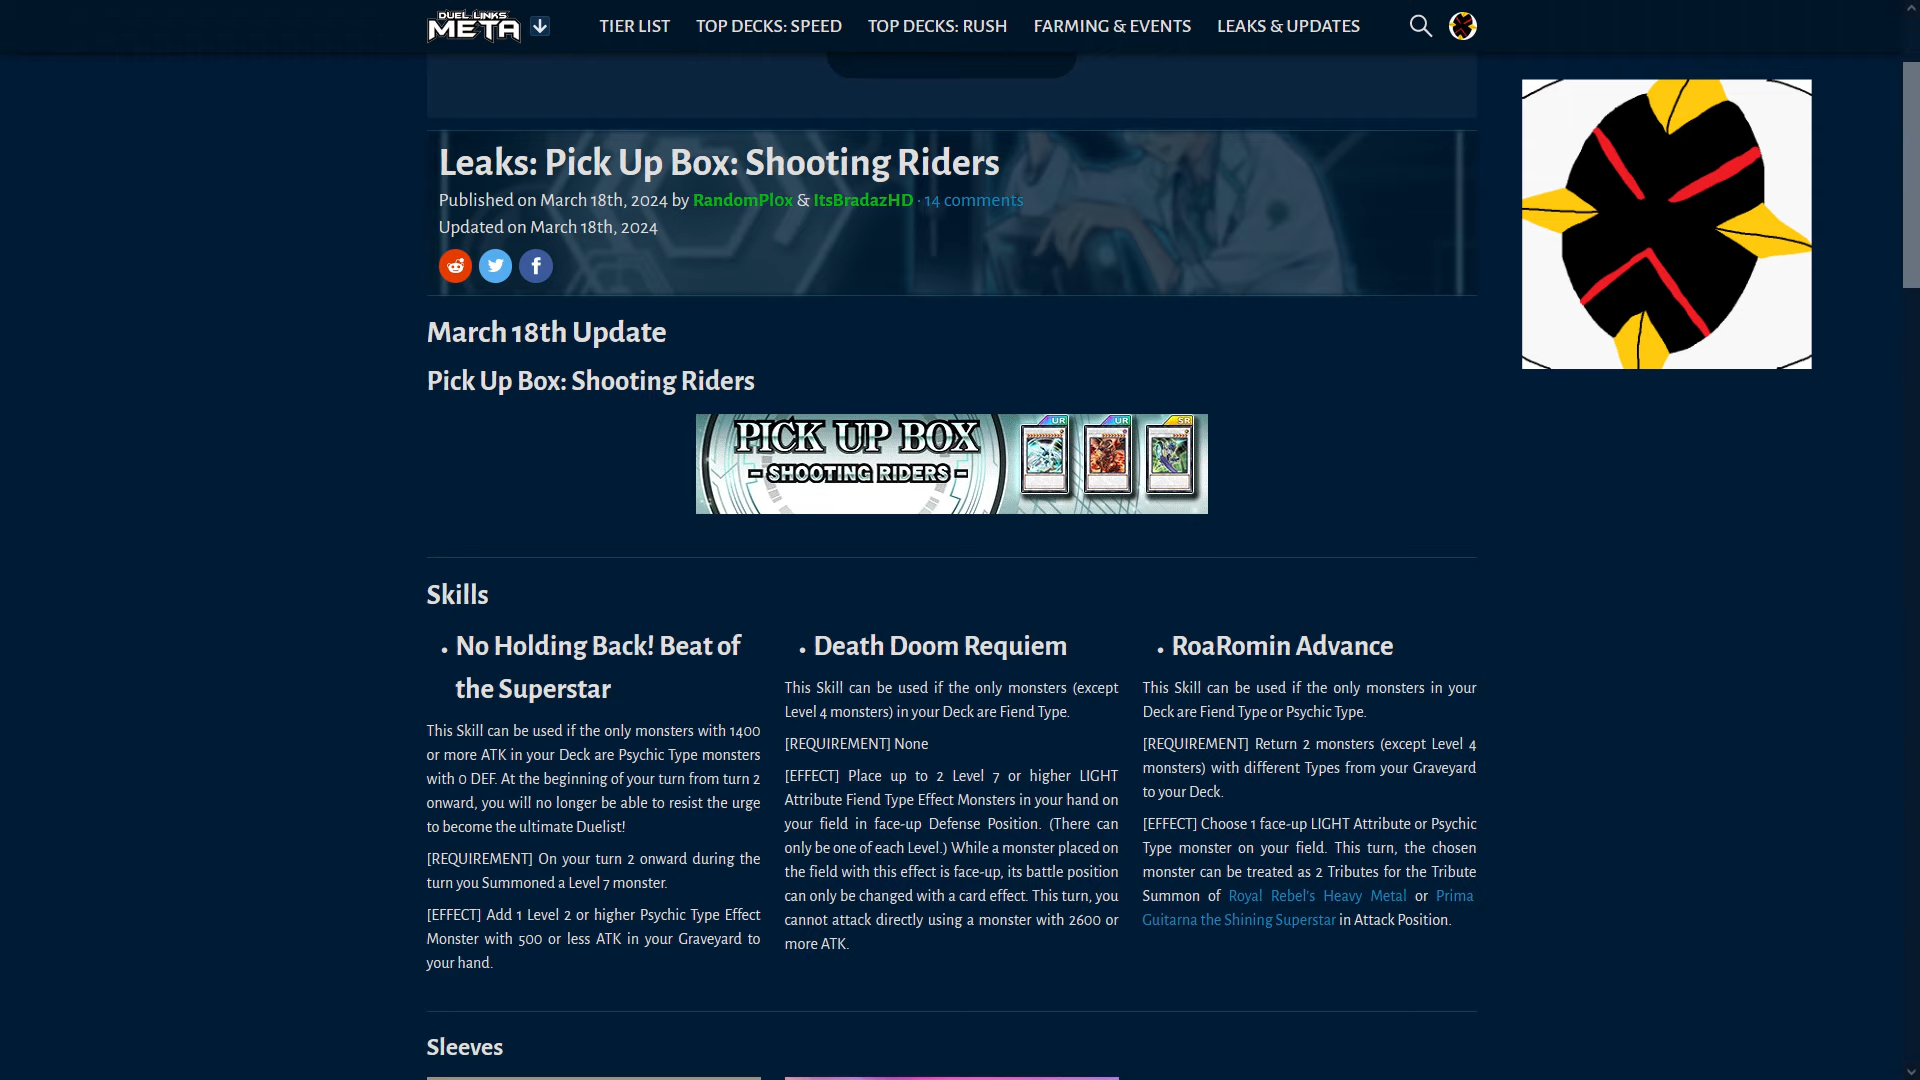 DUEL LINKS
META
TIER LIST
TOP DECKS: SPEED
TOP DECKS: RUSH
FARMING & EVENTS
LEAKS & UPDATES
Leaks: Pick Up Box: Shooting Riders
Published on March 18th, 2024 by RandomPl0x & ItsBradazHD · 14 comments
Updated on March 18th, 2024
March 18th Update
Pick Up Box: Shooting Riders
PICK UP BOX
- SHOOTING RIDERS -
UR
UR
SR
Skills
• No Holding Back! Beat of
the Superstar
This Skill can be used if the only monsters with 1400
or more ATK in your Deck are Psychic Type monsters
with 0 DEF. At the beginning of your turn from turn 2
onward, you will no longer be able to resist the urge
to become the ultimate Duelist!
[REQUIREMENT] On your turn 2 onward during the
turn you Summoned a Level 7 monster.
[EFFECT] Add 1 Level 2 or higher Psychic Type Effect
Monster with 500 or less ATK in your Graveyard to
your hand.
• Death Doom Requiem
This Skill can be used if the only monsters (except
Level 4 monsters) in your Deck are Fiend Type.
[REQUIREMENT] None
[EFFECT] Place up to 2 Level 7 or higher LIGHT
Attribute Fiend Type Effect Monsters in your hand on
your field in face-up Defense Position. (There can
only be one of each Level.) While a monster placed on
the field with this effect is face-up, its battle position
can only be changed with a card effect. This turn, you
cannot attack directly using a monster with 2600 or
more ATK.
• RoaRomin Advance
This Skill can be used if the only monsters in your
Deck are Fiend Type or Psychic Type.
[REQUIREMENT] Return 2 monsters (except Level 4
monsters) with different Types from your Graveyard
to your Deck.
[EFFECT] Choose 1 face-up LIGHT Attribute or Psychic
Type monster on your field. This turn, the chosen
monster can be treated as 2 Tributes for the Tribute
Summon of Royal Rebel's Heavy Metal or Prima
Guitarna the Shining Superstar in Attack Position.
Sleeves